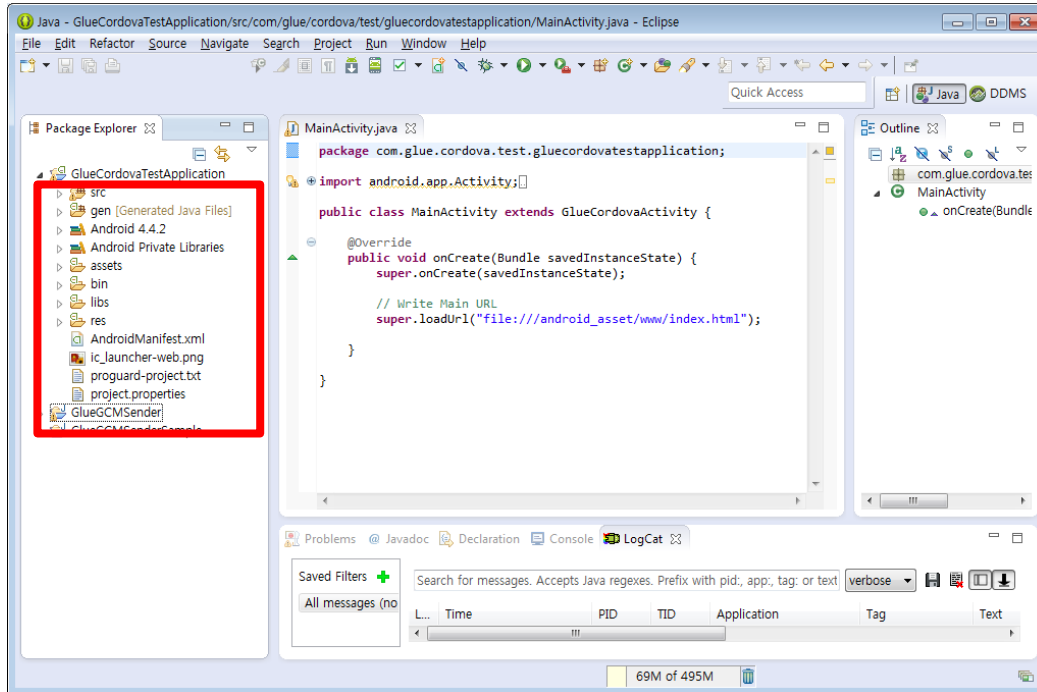 Java - GlueCordovaTestApplication/src/com/glue/cordova/test/gluecordovatestapplication/MainActivity.java - Eclipse
File Edit Refactor Source Navigate Search Project Run Window Help
Quick Access
Java DDMS
Package Explorer
GlueCordovaTestApplication
src
gen [Generated Java Files]
Android 4.4.2
Android Private Libraries
assets
bin
libs
res
AndroidManifest.xml
ic_launcher-web.png
proguard-project.txt
project.properties
GlueGCMSender
GlueGCMSenderSample
MainActivity.java
package com.glue.cordova.test.gluecordovatestapplication;
import android.app.Activity;
public class MainActivity extends GlueCordovaActivity {
@Override
public void onCreate(Bundle savedInstanceState) {
super.onCreate(savedInstanceState);
// Write Main URL
super.loadUrl("file:///android_asset/www/index.html");
}
}
Outline
com.glue.cordova.tes
MainActivity
onCreate(Bundle
Problems @ Javadoc Declaration Console LogCat
Saved Filters
All messages (no
Search for messages. Accepts Java regexes. Prefix with pid:, app:, tag: or text
verbose
L... Time PID TID Application Tag Text
69M of 495M